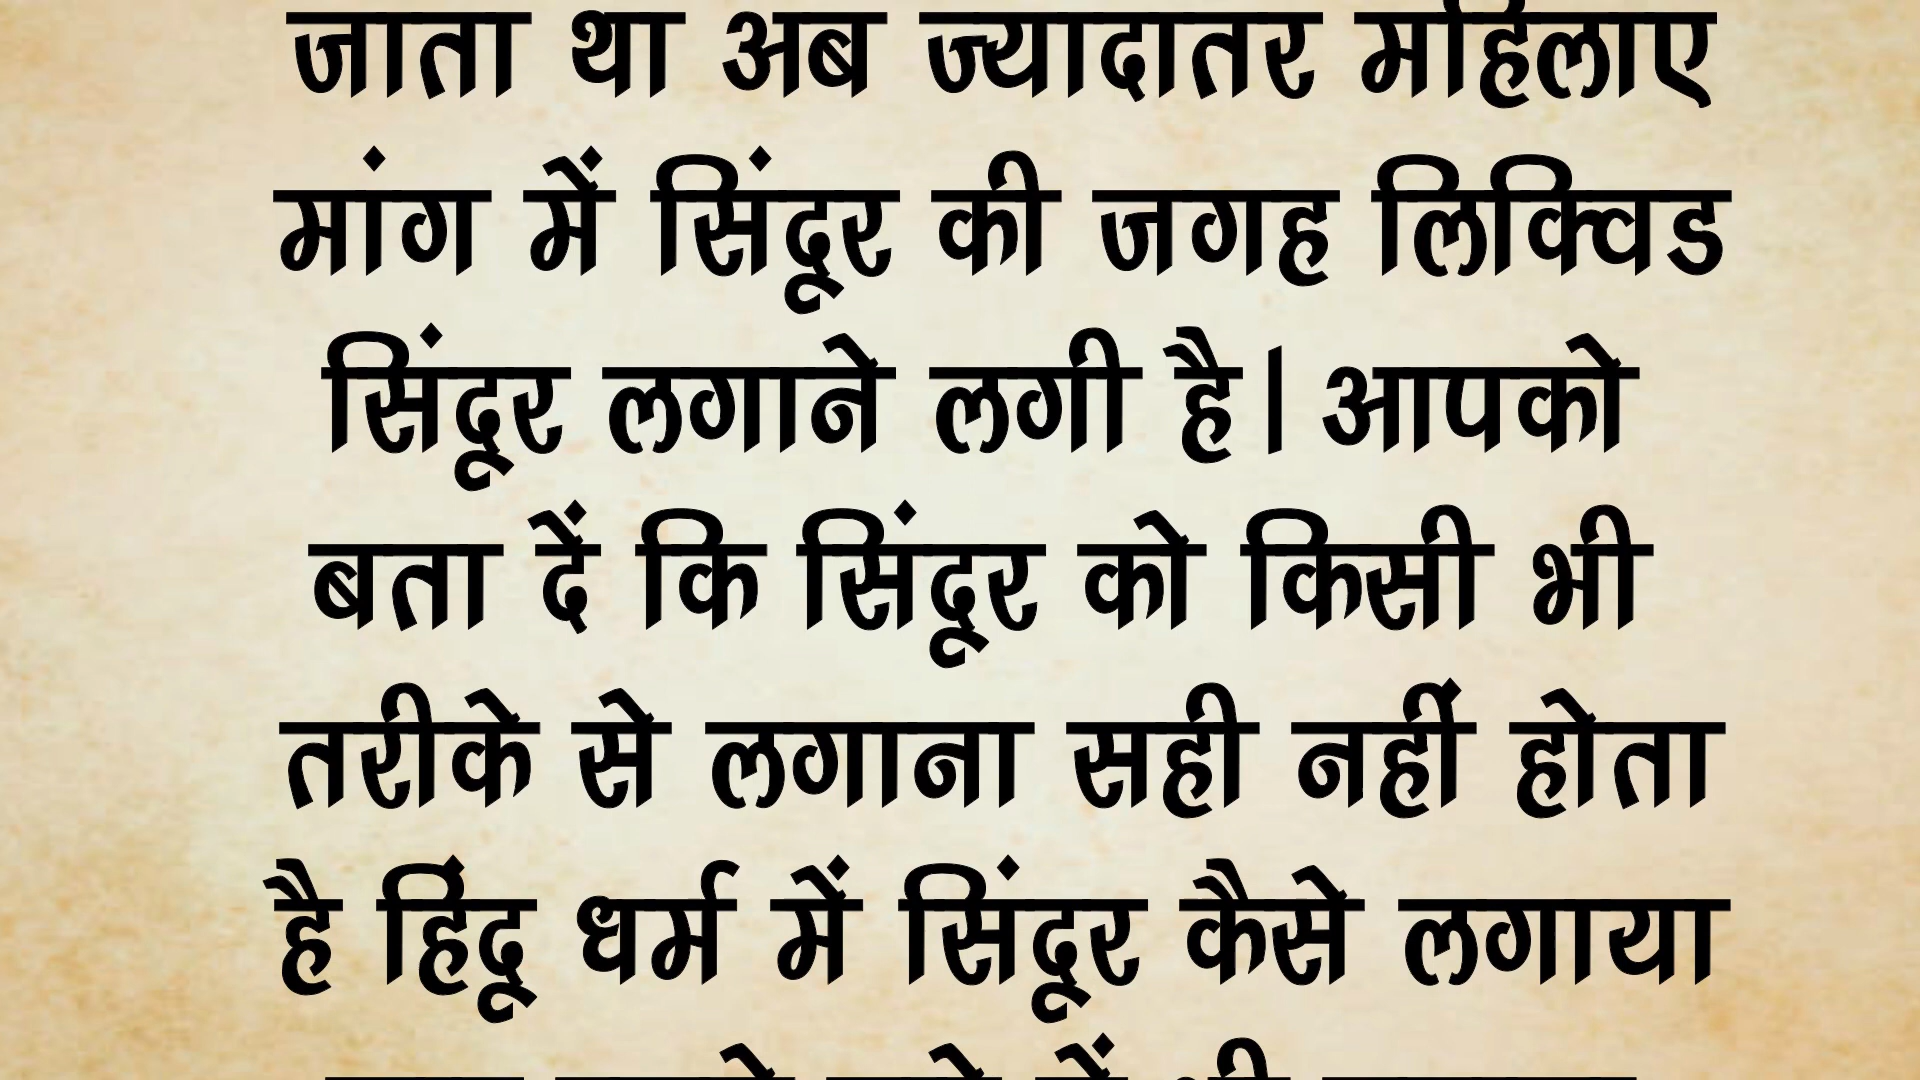 जाता था अब ज्यादातर महिलाए
मांग में सिंदूर की जगह लिक्विड
सिंदूर लगाने लगी है। आपको
बता दें कि सिंदूर को किसी भी
तरीके से लगाना सही नहीं होता
है हिंदू धर्म में सिंदूर कैसे लगाया